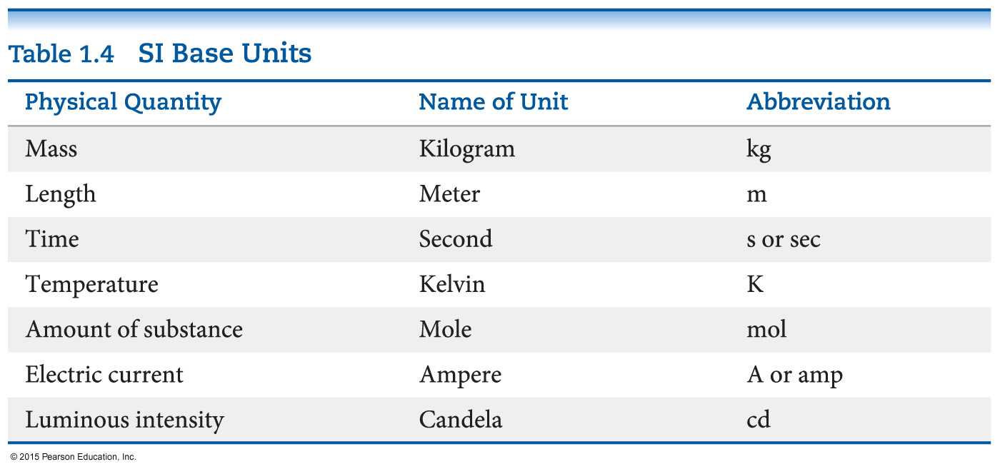 Table 1.4 SI Base Units
Physical Quantity Name of Unit Abbreviation
Mass Kilogram kg
Length Meter m
Time Second s or sec
Temperature Kelvin K
Amount of substance Mole mol
Electric current Ampere A or amp
Luminous intensity Candela cd
© 2015 Pearson Education, Inc.